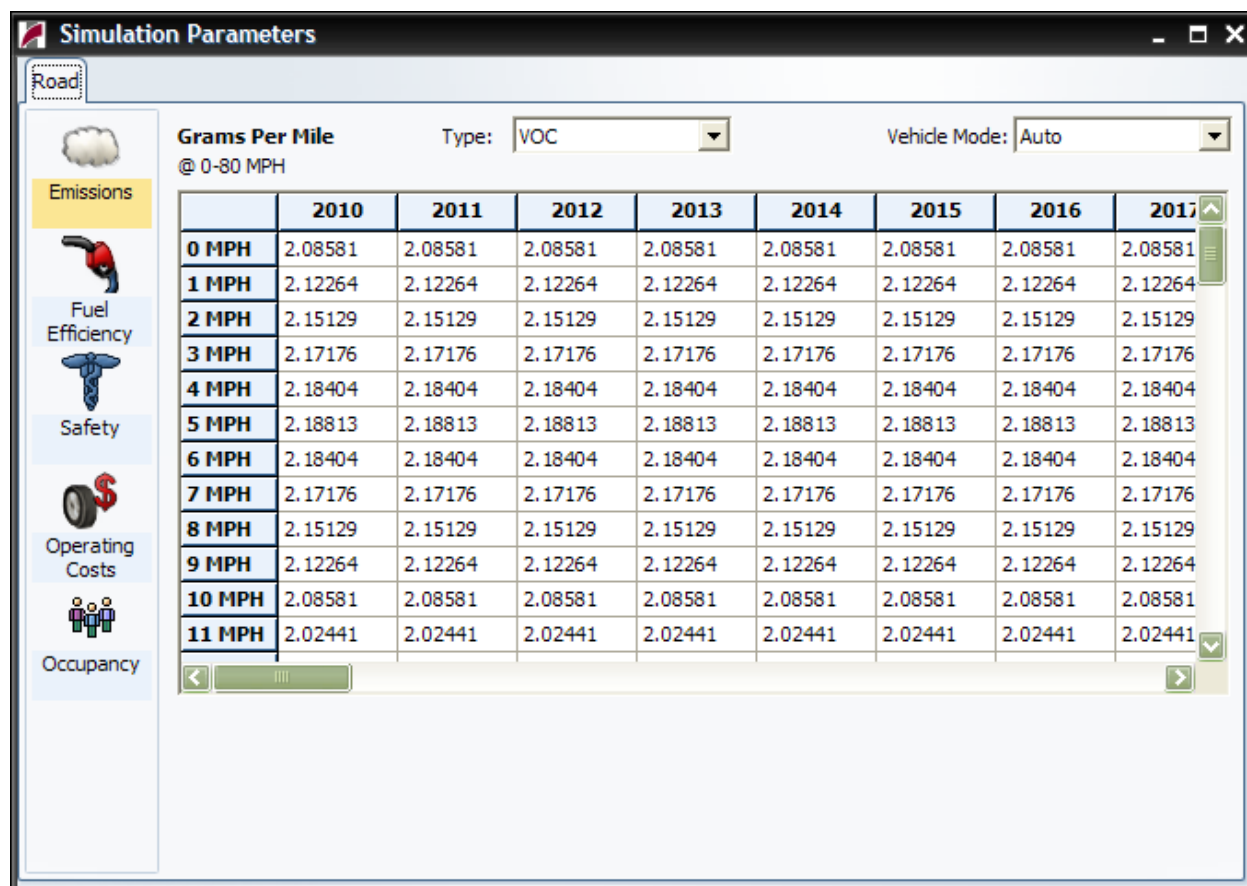 Simulation Parameters
Road
Grams Per Mile Type: VOC Vehicle Mode: Auto
@ 0-80 MPH
Emissions
Fuel
Efficiency
Safety
Operating
Costs
Occupancy
2010 2011 2012 2013 2014 2015 2016 2017
0 MPH 2.08581 2.08581 2.08581 2.08581 2.08581 2.08581 2.08581 2.08581
1 MPH 2.12264 2.12264 2.12264 2.12264 2.12264 2.12264 2.12264 2.12264
2 MPH 2.15129 2.15129 2.15129 2.15129 2.15129 2.15129 2.15129 2.15129
3 MPH 2.17176 2.17176 2.17176 2.17176 2.17176 2.17176 2.17176 2.17176
4 MPH 2.18404 2.18404 2.18404 2.18404 2.18404 2.18404 2.18404 2.18404
5 MPH 2.18813 2.18813 2.18813 2.18813 2.18813 2.18813 2.18813 2.18813
6 MPH 2.18404 2.18404 2.18404 2.18404 2.18404 2.18404 2.18404 2.18404
7 MPH 2.17176 2.17176 2.17176 2.17176 2.17176 2.17176 2.17176 2.17176
8 MPH 2.15129 2.15129 2.15129 2.15129 2.15129 2.15129 2.15129 2.15129
9 MPH 2.12264 2.12264 2.12264 2.12264 2.12264 2.12264 2.12264 2.12264
10 MPH 2.08581 2.08581 2.08581 2.08581 2.08581 2.08581 2.08581 2.08581
11 MPH 2.02441 2.02441 2.02441 2.02441 2.02441 2.02441 2.02441 2.02441